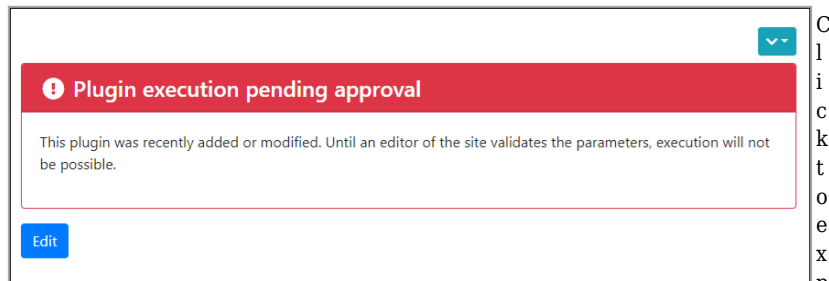 Plugin execution pending approval
This plugin was recently added or modified. Until an editor of the site validates the parameters, execution will not
be possible.
Edit
C
l
i
c
k
t
o
e
x